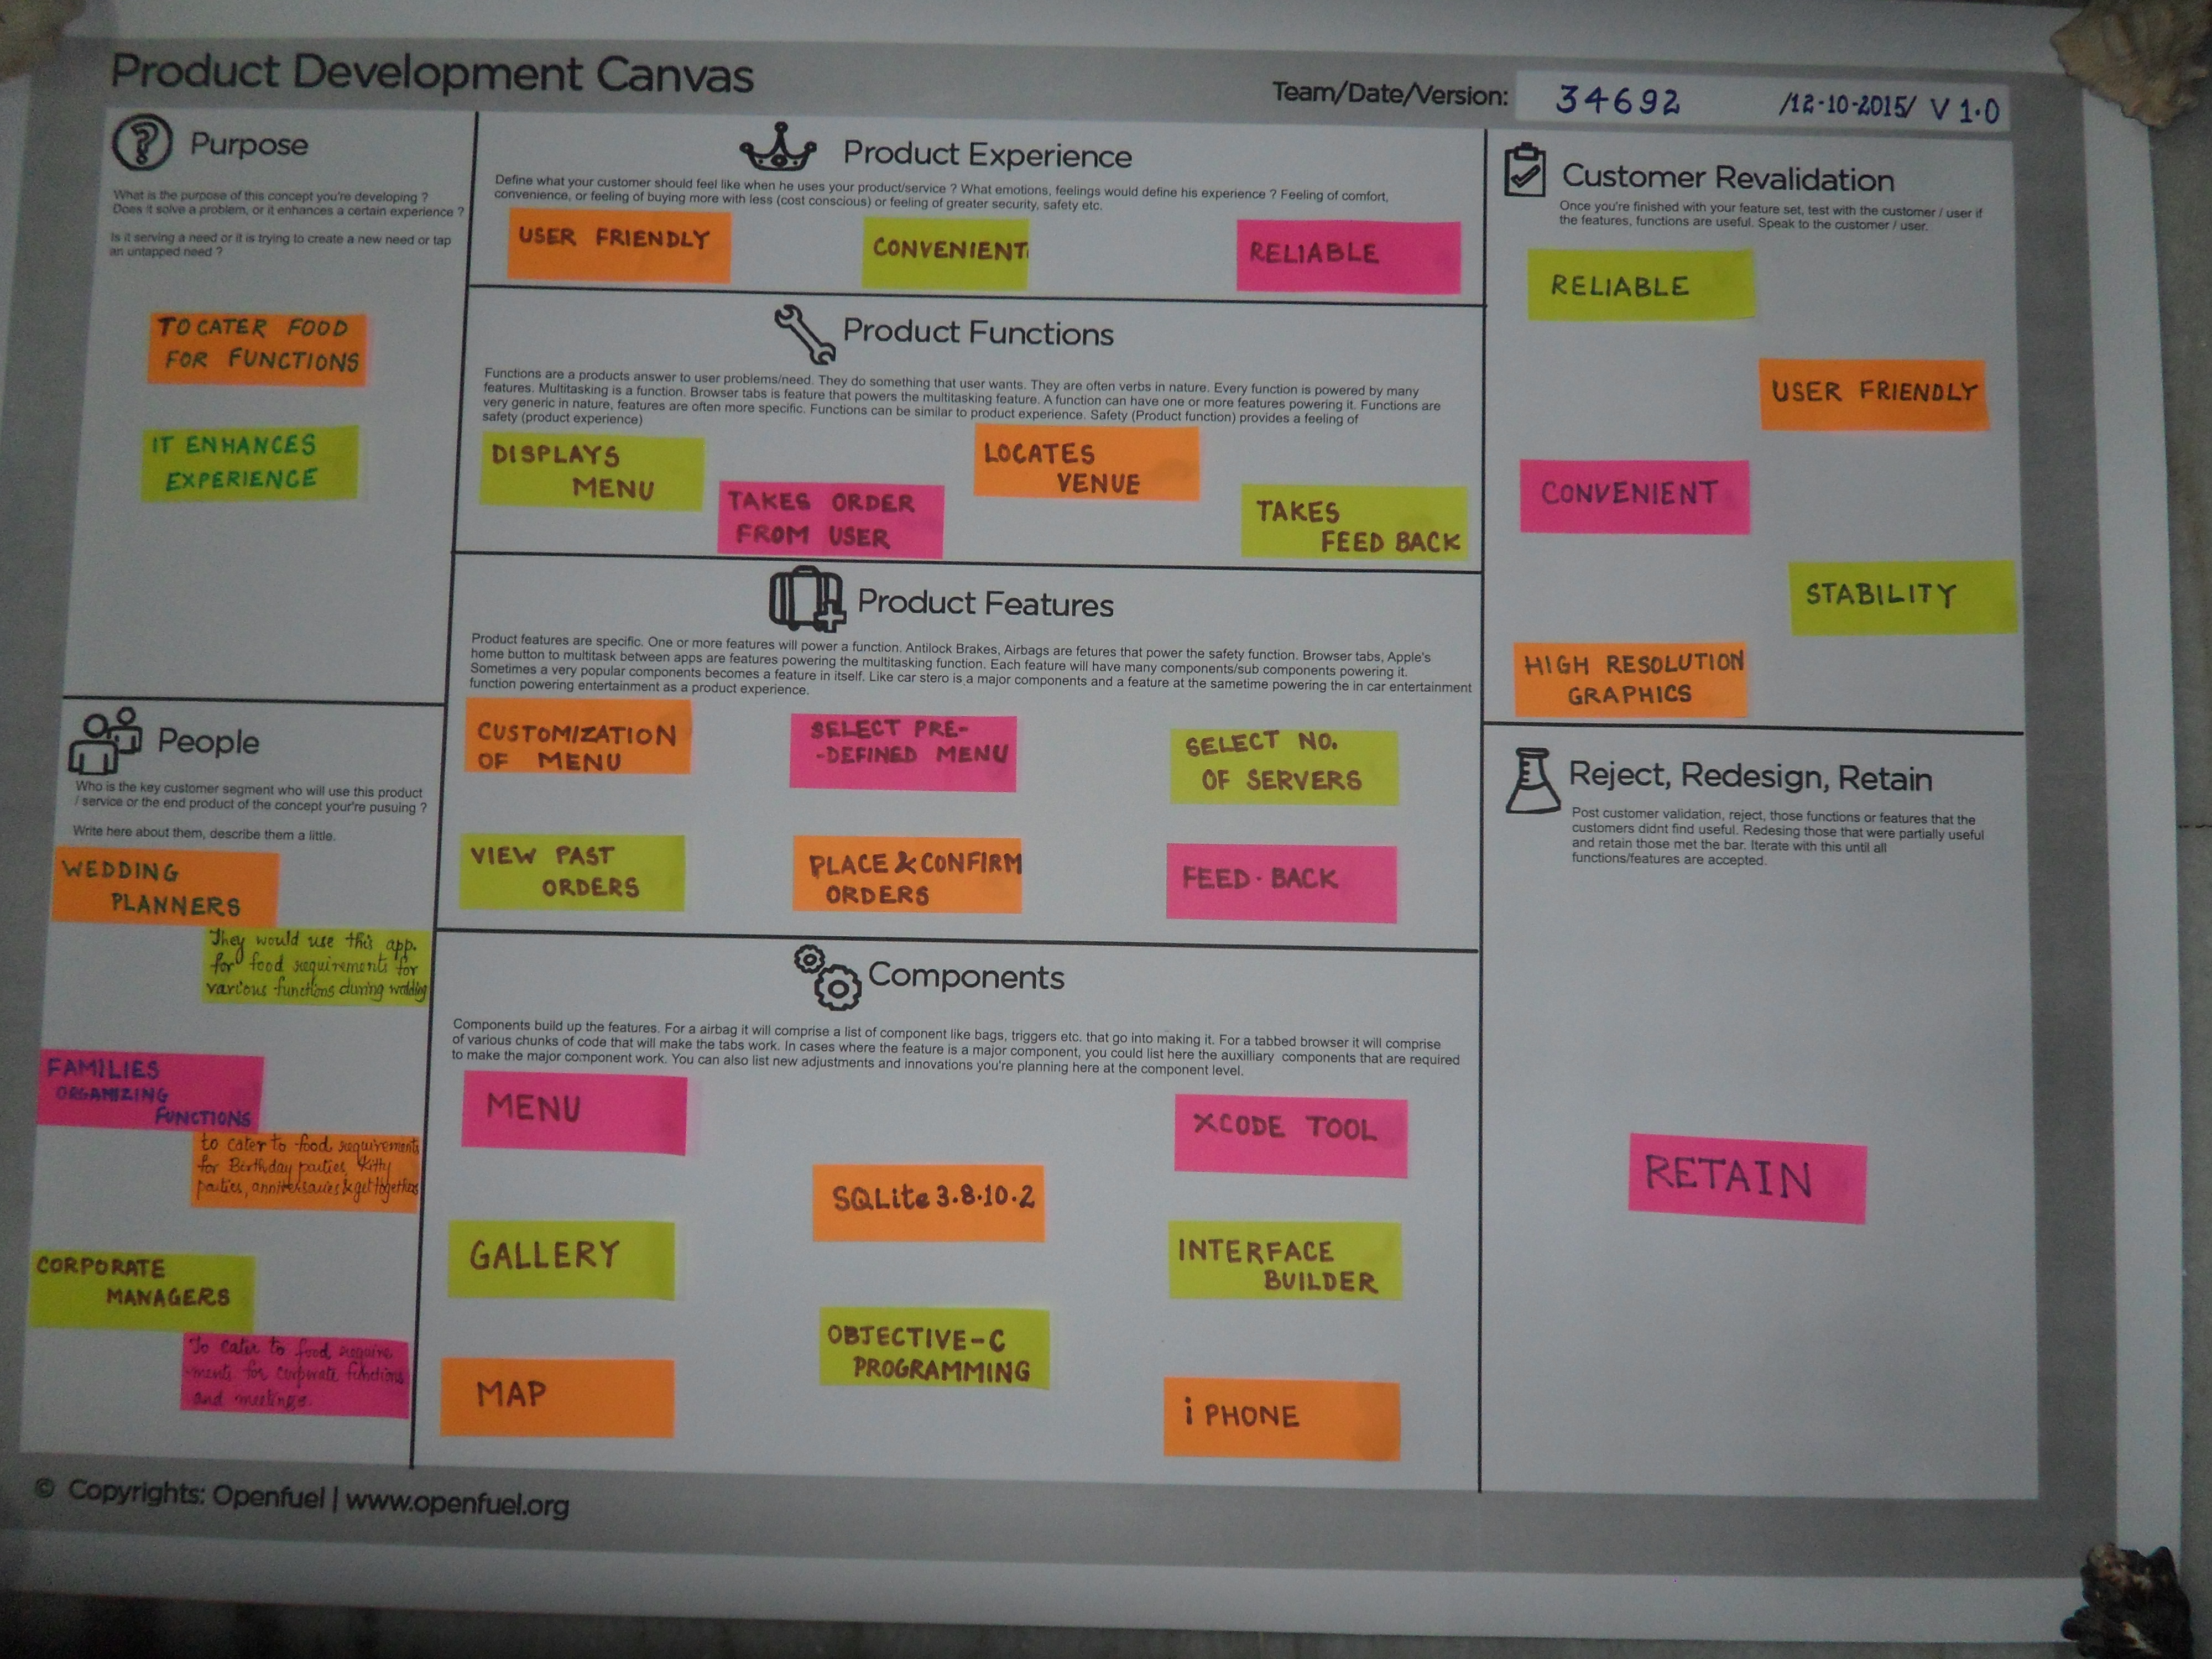 Product Development Canvas
Team/Date/Version: 34692 /12-10-2015/ V 1.0
Purpose
What is the purpose of this concept you're developing ?
Does it solve a problem, or it enhances a certain experience ?
Is it serving a need or it is trying to create a new need or tap
an untapped need ?
TO CATER FOOD
FOR FUNCTIONS
IT ENHANCES
EXPERIENCE
People
Who is the key customer segment who will use this product
/ service or the end product of the concept your're pusuing ?
Write here about them, describe them a little.
WEDDING
PLANNERS
They would use this app.
for food requirements for
various functions during wedding
FAMILIES
ORGANIZING
FUNCTIONS
to cater to food requirements
for Birthday parties, Kitty
parties, anniversaries & get togethers
CORPORATE
MANAGERS
To cater to food require
-ments for corporate functions
and meetings.
Product Experience
Define what your customer should feel like when he uses your product/service ? What emotions, feelings would define his experience ? Feeling of comfort,
convenience, or feeling of buying more with less (cost conscious) or feeling of greater security, safety etc.
USER FRIENDLY
CONVENIENT
RELIABLE
Product Functions
Functions are a products answer to user problems/need. They do something that user wants. They are often verbs in nature. Every function is powered by many
features. Multitasking is a function. Browser tabs is feature that powers the multitasking feature. A function can have one or more features powering it. Functions are
very generic in nature, features are often more specific. Functions can be similar to product experience. Safety (Product function) provides a feeling of
safety (product experience)
DISPLAYS
MENU
TAKES ORDER
FROM USER
LOCATES
VENUE
TAKES
FEED BACK
Product Features
Product features are specific. One or more features will power a function. Antilock Brakes, Airbags are fetures that power the safety function. Browser tabs, Apple's
home button to multitask between apps are features powering the multitasking function. Each feature will have many components/sub components powering it.
Sometimes a very popular components becomes a feature in itself. Like car stero is a major components and a feature at the sametime powering the in car entertainment
function powering entertainment as a product experience.
CUSTOMIZATION
OF MENU
SELECT PRE-
-DEFINED MENU
SELECT NO.
OF SERVERS
VIEW PAST
ORDERS
PLACE & CONFIRM
ORDERS
FEED-BACK
Components
Components build up the features. For a airbag it will comprise a list of component like bags, triggers etc. that go into making it. For a tabbed browser it will comprise
of various chunks of code that will make the tabs work. In cases where the feature is a major component, you could list here the auxilliary components that are required
to make the major component work. You can also list new adjustments and innovations you're planning here at the component level.
MENU
GALLERY
MAP
SQLite 3.8.10.2
OBJECTIVE-C
PROGRAMMING
XCODE TOOL
INTERFACE
BUILDER
i PHONE
Customer Revalidation
Once you're finished with your feature set, test with the customer / user if
the features, functions are useful. Speak to the customer / user.
RELIABLE
USER FRIENDLY
CONVENIENT
STABILITY
HIGH RESOLUTION
GRAPHICS
Reject, Redesign, Retain
Post customer validation, reject, those functions or features that the
customers didnt find useful. Redesing those that were partially useful
and retain those met the bar. Iterate with this until all
functions/features are accepted.
RETAIN
© Copyrights: Openfuel | www.openfuel.org